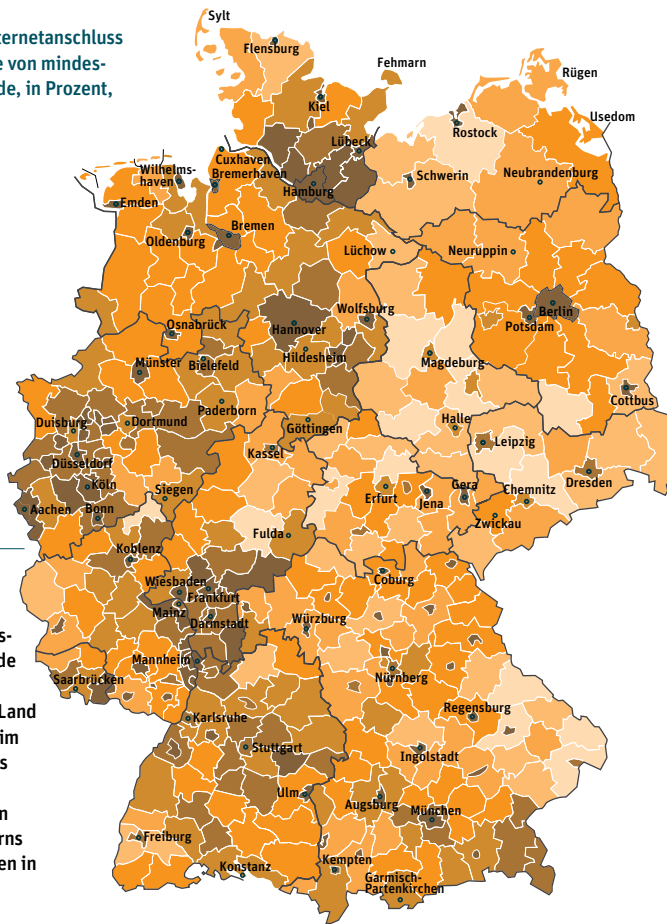 ternetanschluss
e von mindes-
de, in Prozent,
s-
de
Land
im
s
n
rns
en in
Sylt
Flensburg
Fehmarn
Rügen
Kiel
Usedom
Rostock
Lübeck
Cuxhaven
Wilhelms-
haven
Bremerhaven
Hamburg
Schwerin
Neubrandenburg
Emden
Bremen
Oldenburg
Lüchow
Neuruppin
Wolfsburg
Berlin
Osnabrück
Hannover
Potsdam
Münster
Bielefeld
Hildesheim
Magdeburg
Cottbus
Paderborn
Duisburg
Dortmund
Göttingen
Halle
Leipzig
Kassel
Düsseldorf
Köln
Siegen
Erfurt
Gera
Jena
Chemnitz
Dresden
Aachen
Bonn
Zwickau
Fulda
Koblenz
Wiesbaden
Frankfurt
Coburg
Mainz
Darmstadt
Würzburg
Mannheim
Saarbrücken
Nürnberg
Karlsruhe
Regensburg
Stuttgart
Ingolstadt
Ulm
Augsburg
München
Freiburg
Kempten
Konstanz
Garmisch-
Partenkirchen